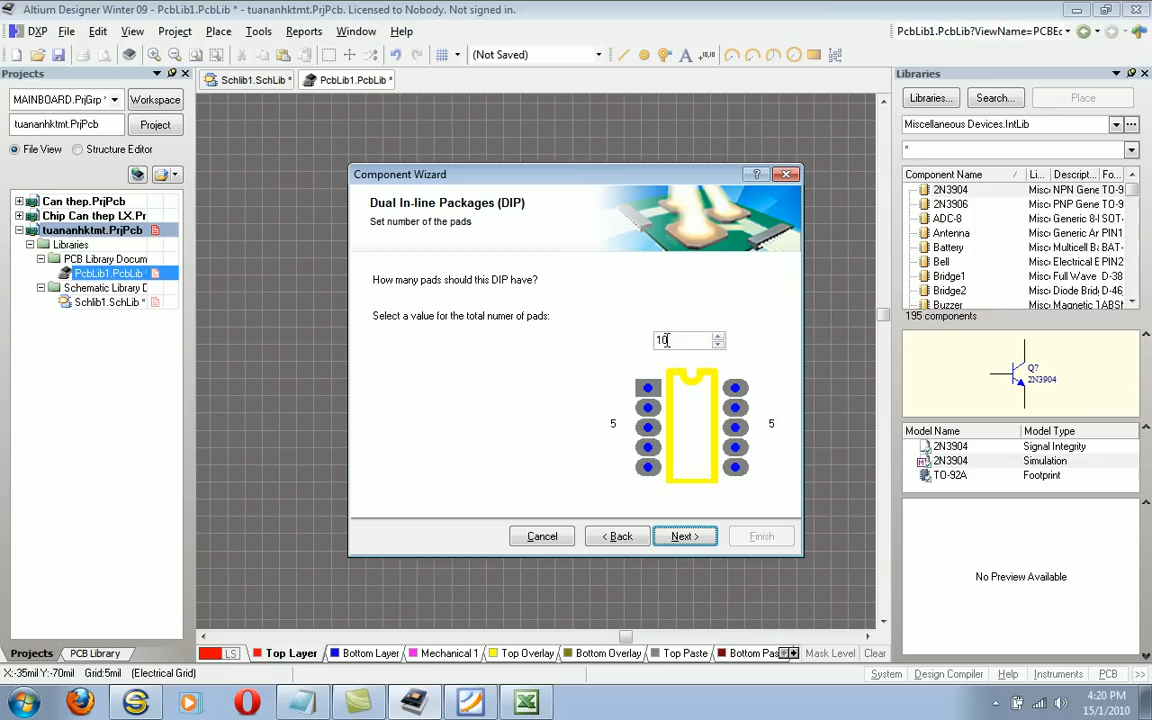 Altium Designer Winter 09 - PcbLib1.PcbLib * - tuananhktmt.PrjPcb. Licensed to Nobody. Not signed in.
DXP File Edit View Project Place Tools Reports Window Help
PcbLib1.PcbLib?ViewName=PCBEc
(Not Saved)
Projects
Schlib1.SchLib * PcbLib1.PcbLib *
Libraries
MAINBOARD.PrjGrp * Workspace
tuananhktmt.PrjPcb Project
File View Structure Editor
Can thep.PrjPcb
Chip Can thep LX.Pr
tuananhktmt.PrjPcb
Libraries
PCB Library Docum
PcbLib1.PcbLib *
Schematic Library D
Schlib1.SchLib *
Component Wizard
Dual In-line Packages (DIP)
Set number of the pads
How many pads should this DIP have?
Select a value for the total numer of pads:
10
5 5
Cancel
< Back
Next >
Finish
Libraries... Search... Place
Miscellaneous Devices.IntLib
*
Component Name Li... Descript... Fo...
2N3904 Misc NPN Gene TO-9
2N3906 Misc PNP Gene TO-9
ADC-8 Misc Generic 8-l SOT
Antenna Misc Generic Ar PIN1
Battery Misc Multicell B BAT
Bell Misc Electrical B PIN2
Bridge1 Misc Full Wave D-38
Bridge2 Misc Diode Brid D-46
Buzzer Misc Magnetic T ABSM
195 components
Q?
2N3904
Model Name Model Type
2N3904 Signal Integrity
2N3904 Simulation
TO-92A Footprint
No Preview Available
Projects PCB Library
LS Top Layer Bottom Layer Mechanical 1 Top Overlay Bottom Overlay Top Paste Bottom Pas Mask Level Clear
X:-35mil Y:-70mil Grid:5mil (Electrical Grid)
System Design Compiler Help Instruments PCB
4:20 PM
15/1/2010